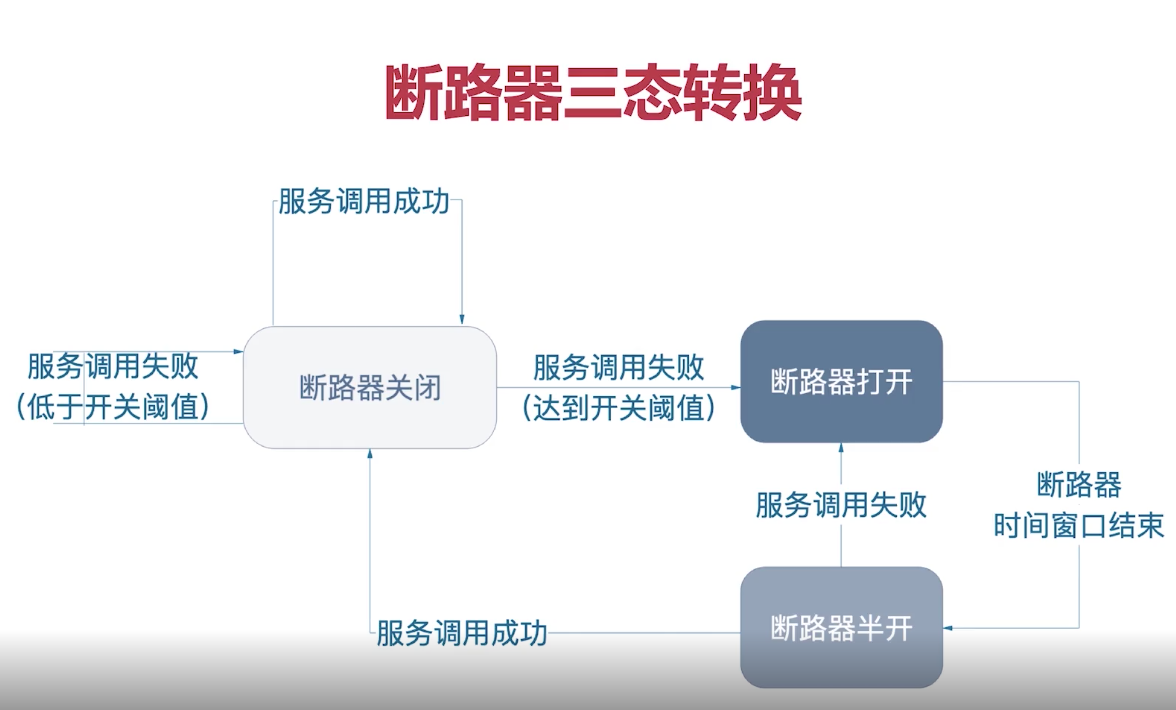 断路器三态转换
服务调用成功
服务调用失败
(低于开关阈值)
断路器关闭
服务调用失败
(达到开关阈值)
断路器打开
断路器
时间窗口结束
服务调用失败
断路器半开
服务调用成功